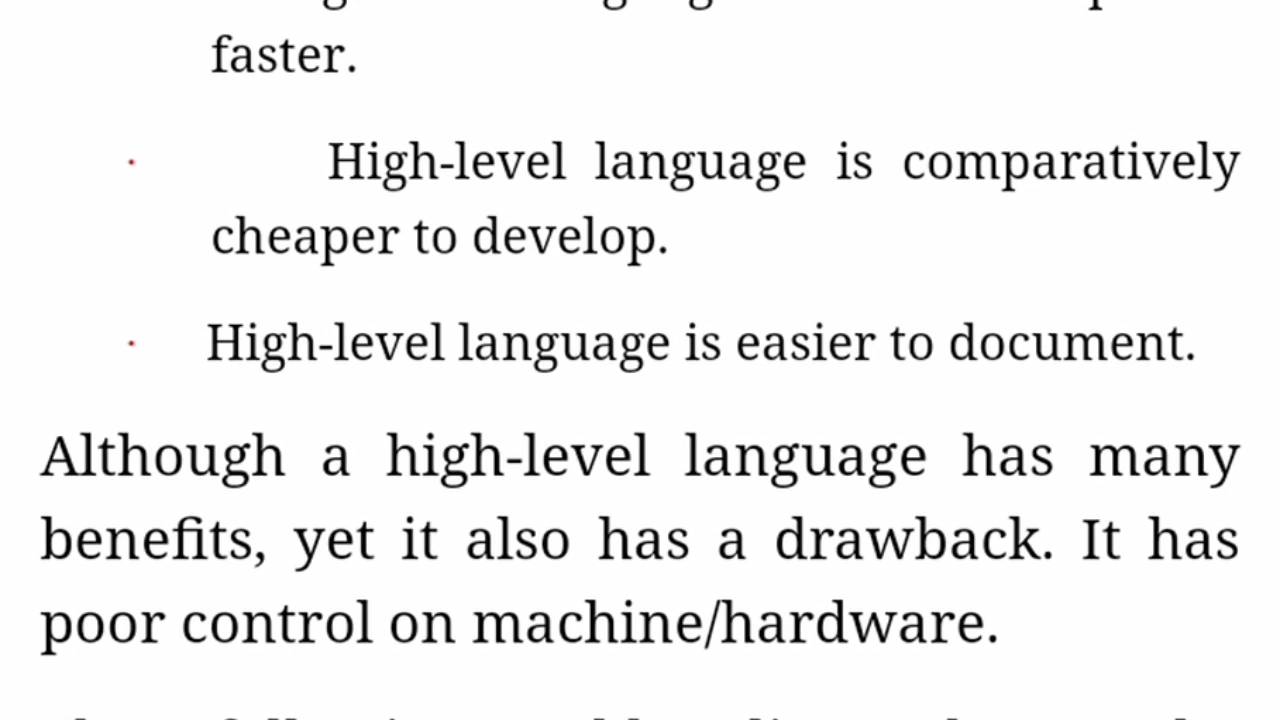 faster.
· High-level language is comparatively
cheaper to develop.
· High-level language is easier to document.
Although a high-level language has many
benefits, yet it also has a drawback. It has
poor control on machine/hardware.